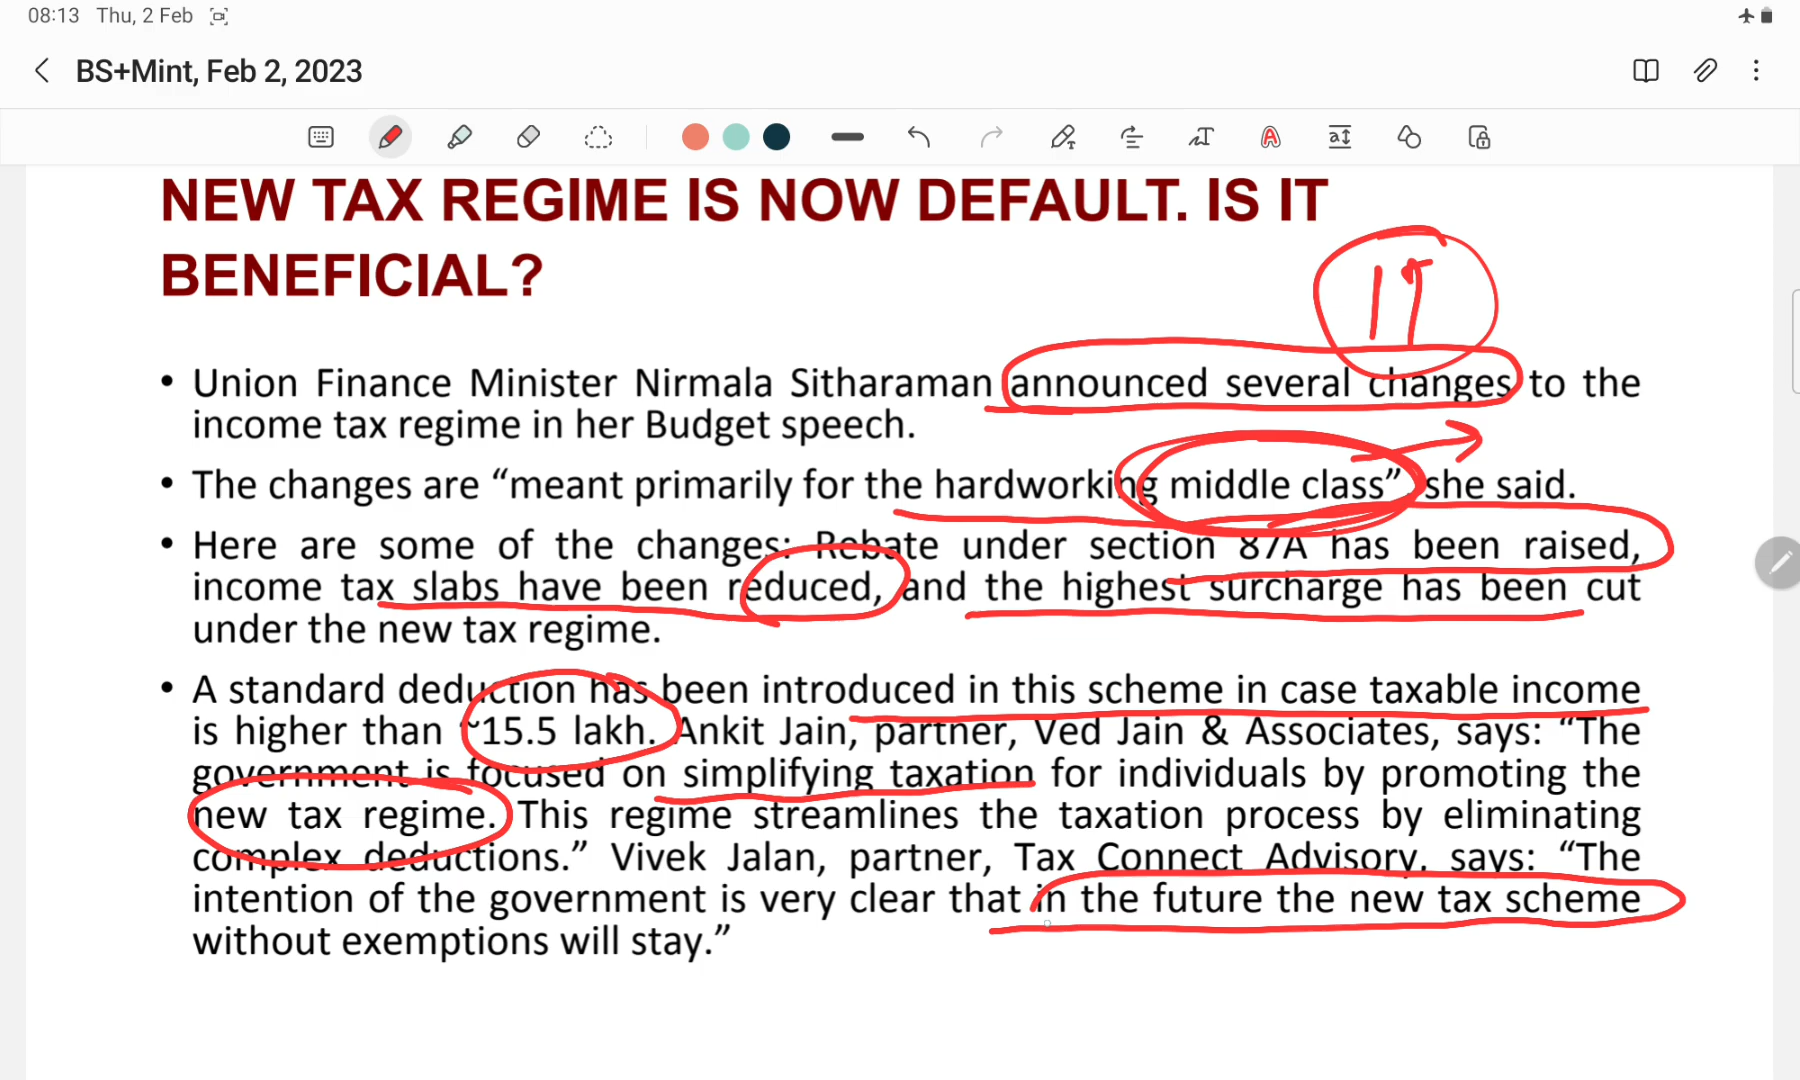 08:13 Thu, 2 Feb
BS+Mint, Feb 2, 2023
NEW TAX REGIME IS NOW DEFAULT. IS IT
BENEFICIAL?
• Union Finance Minister Nirmala Sitharaman announced several changes to the
income tax regime in her Budget speech.
• The changes are “meant primarily for the hardworking middle class”, she said.
• Here are some of the changes: Rebate under section 87A has been raised,
income tax slabs have been reduced, and the highest surcharge has been cut
under the new tax regime.
• A standard deduction has been introduced in this scheme in case taxable income
is higher than ~15.5 lakh. Ankit Jain, partner, Ved Jain & Associates, says: “The
government is focused on simplifying taxation for individuals by promoting the
new tax regime. This regime streamlines the taxation process by eliminating
complex deductions.” Vivek Jalan, partner, Tax Connect Advisory, says: “The
intention of the government is very clear that in the future the new tax scheme
without exemptions will stay.”